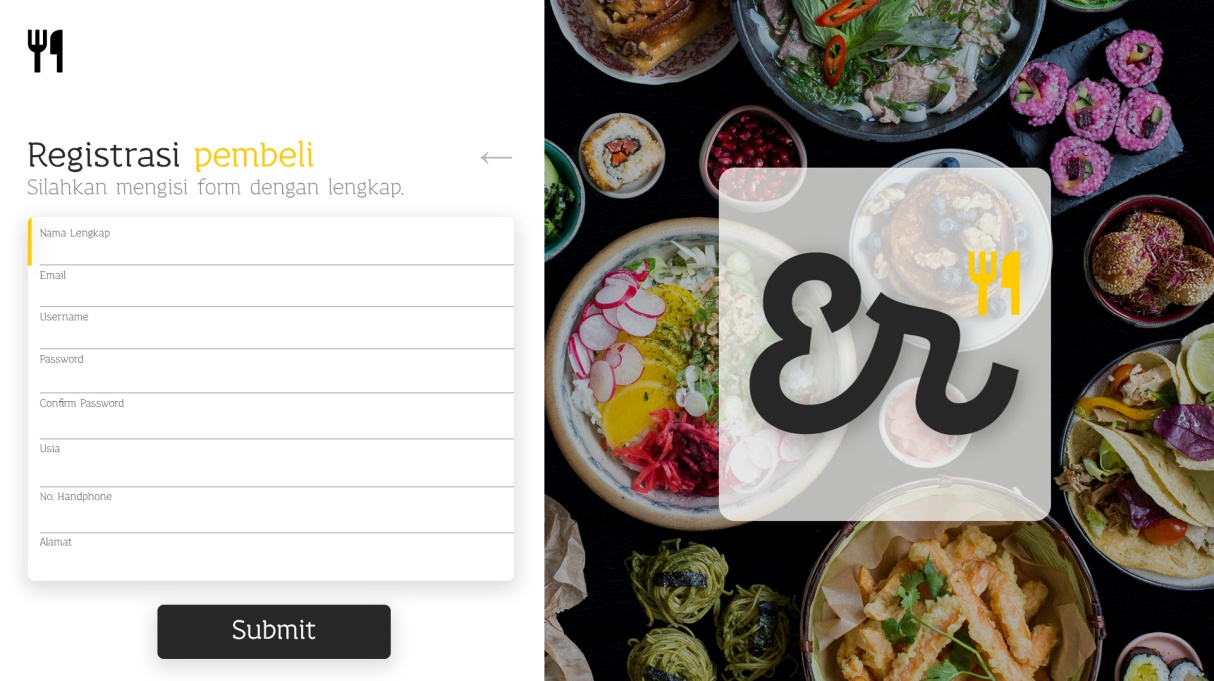 Registrasi pembeli
Silahkan mengisi form dengan lengkap.
Nama Lengkap
Email
Username
Password
Confirm Password
Usia
No. Handphone
Alamat
Submit
Er